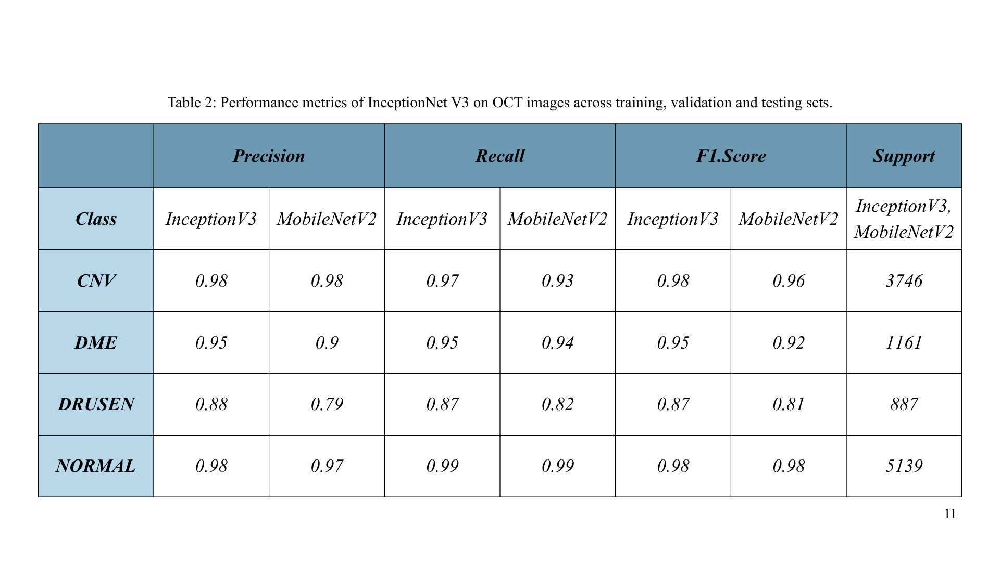 Table 2: Performance metrics of InceptionNet V3 on OCT images across training, validation and testing sets.
Precision Recall F1.Score Support
Class InceptionV3 MobileNetV2 InceptionV3 MobileNetV2 InceptionV3 MobileNetV2 InceptionV3, MobileNetV2
CNV 0.98 0.98 0.97 0.93 0.98 0.96 3746
DME 0.95 0.9 0.95 0.94 0.95 0.92 1161
DRUSEN 0.88 0.79 0.87 0.82 0.87 0.81 887
NORMAL 0.98 0.97 0.99 0.99 0.98 0.98 5139
11